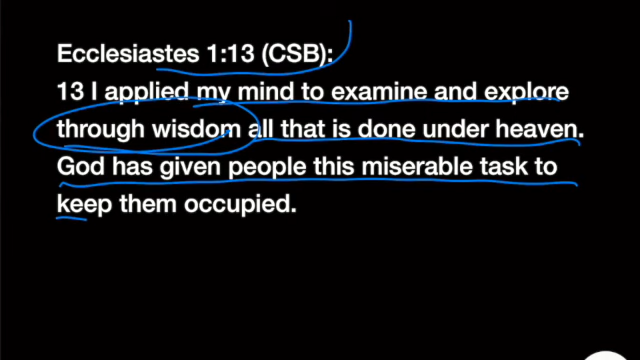 Ecclesiastes 1:13 (CSB):
13 I applied my mind to examine and explore
through wisdom all that is done under heaven.
God has given people this miserable task to
keep them occupied.